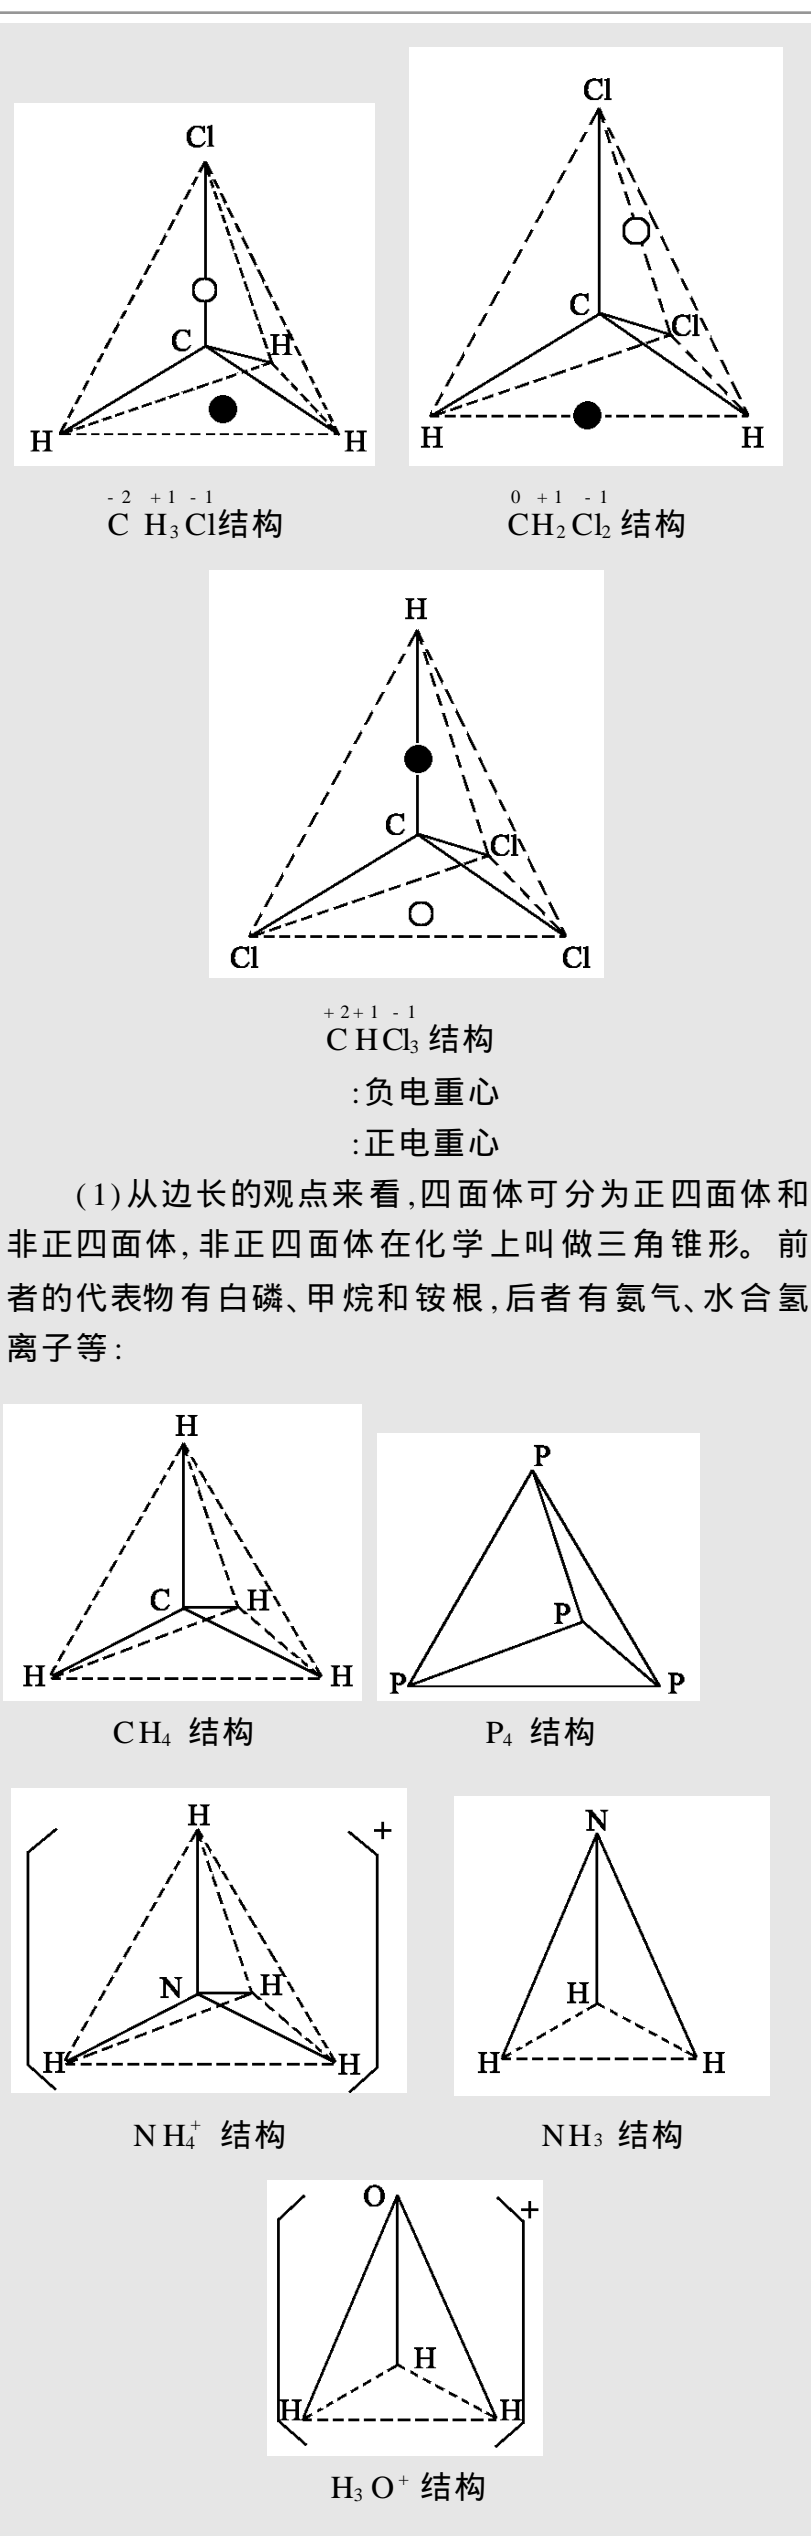 Cl
Cl
C
H
H
H
C
Cl
H
H
-2 +1 -1
C H₃Cl结构
0 +1 -1
CH₂Cl₂ 结构
H
C
Cl
Cl
Cl
+2+1 -1
CHCl₃ 结构
:负电重心
:正电重心
(1)从边长的观点来看,四面体可分为正四面体和
非正四面体,非正四面体在化学上叫做三角锥形。前
者的代表物有白磷、甲烷和铵根,后者有氨气、水合氢
离子等:
H
C
H
H
H
P
P
P
P
CH₄ 结构
P₄ 结构
H
+
N
H
H
H
N
H
H
H
NH₄⁺ 结构
NH₃ 结构
O
+
H
H
H
H₃O⁺ 结构